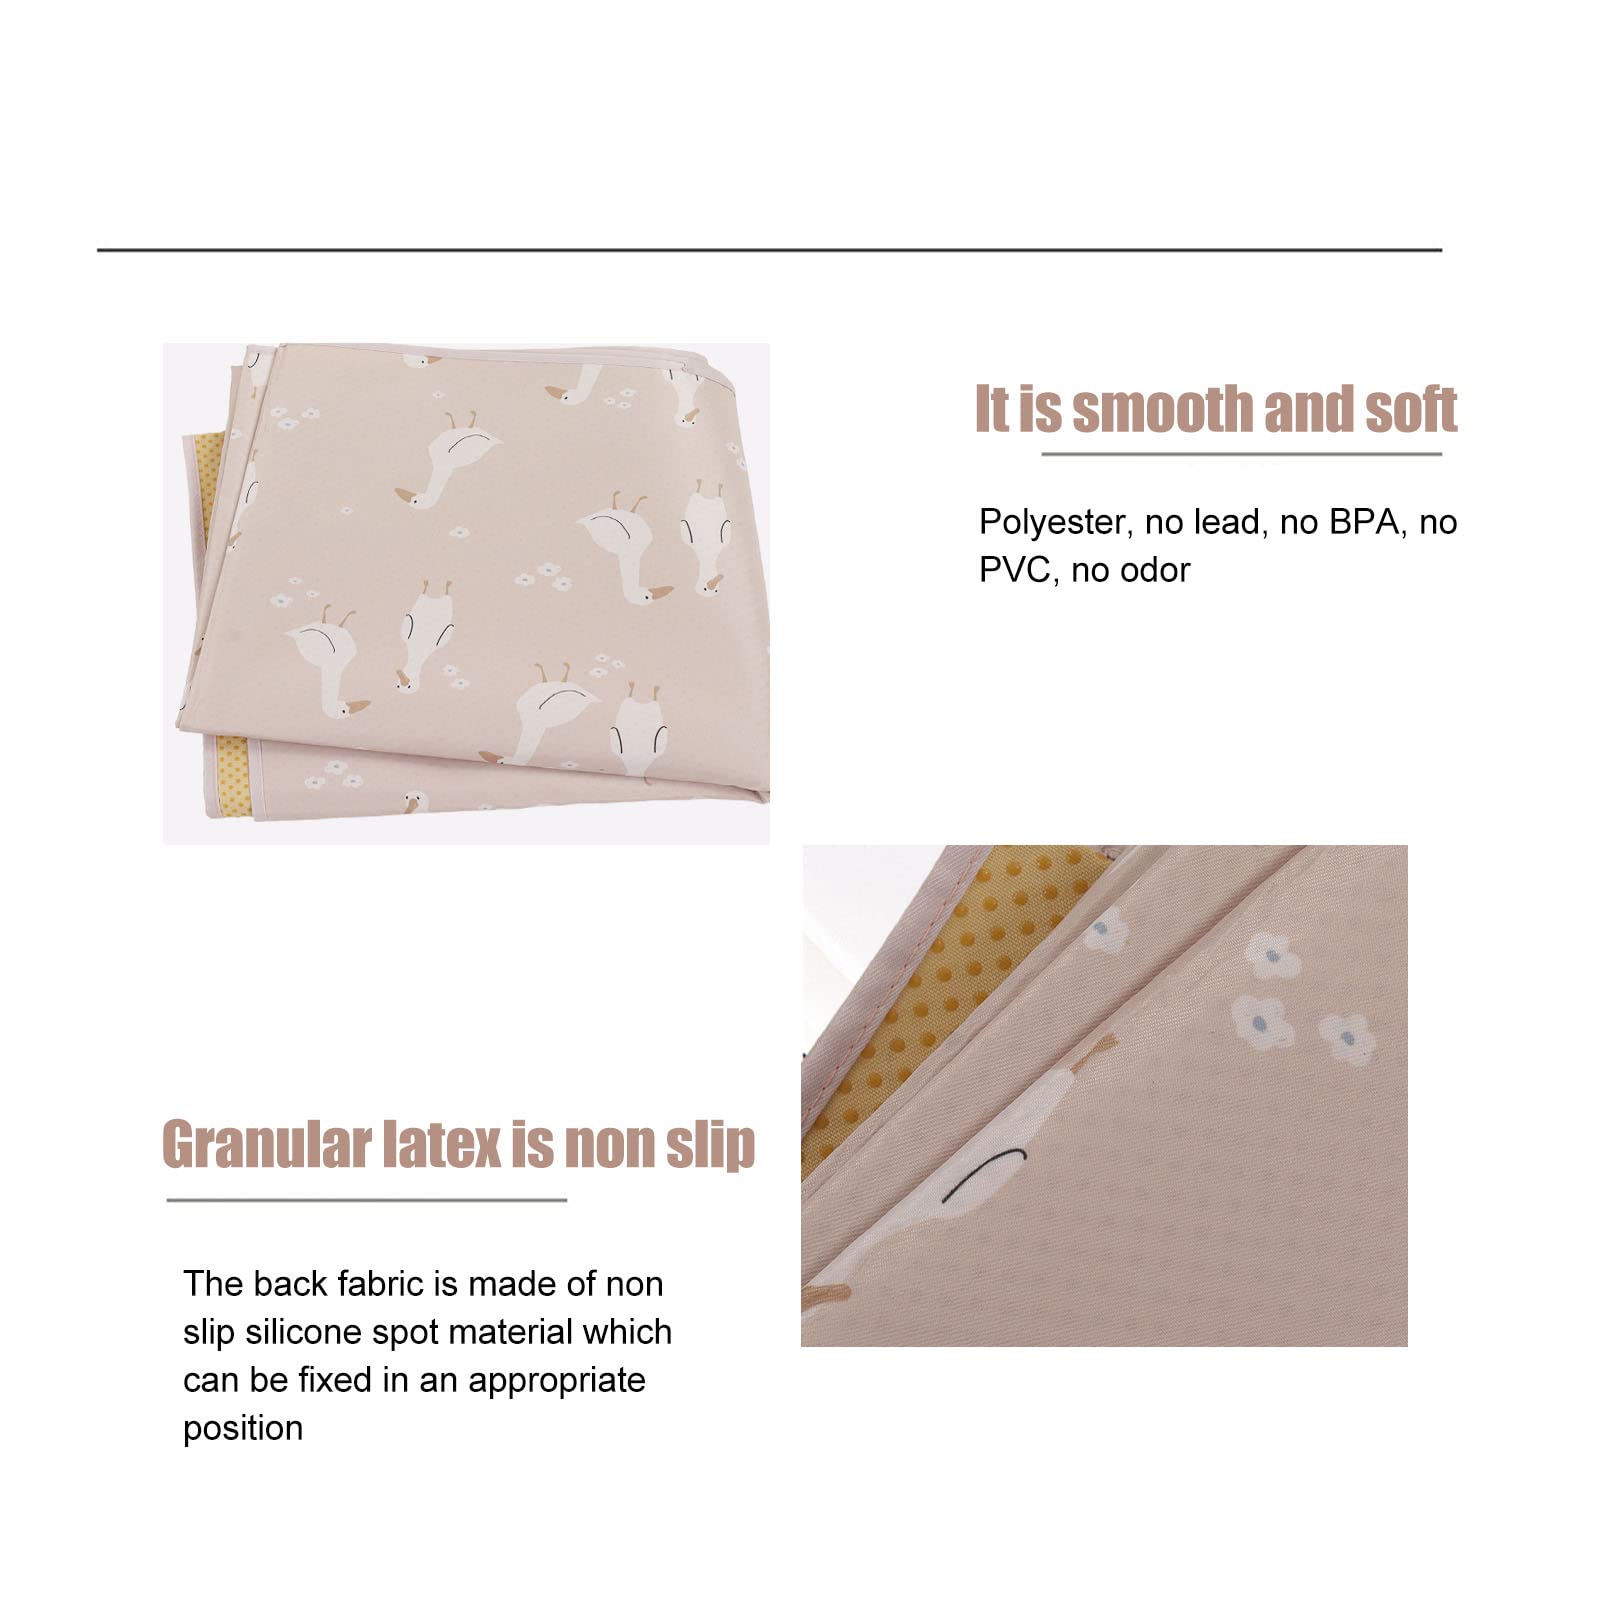 It is smooth and soft
Polyester, no lead, no BPA, no
PVC, no odor
Granular latex is non slip
The back fabric is made of non
slip silicone spot material which
can be fixed in an appropriate
position